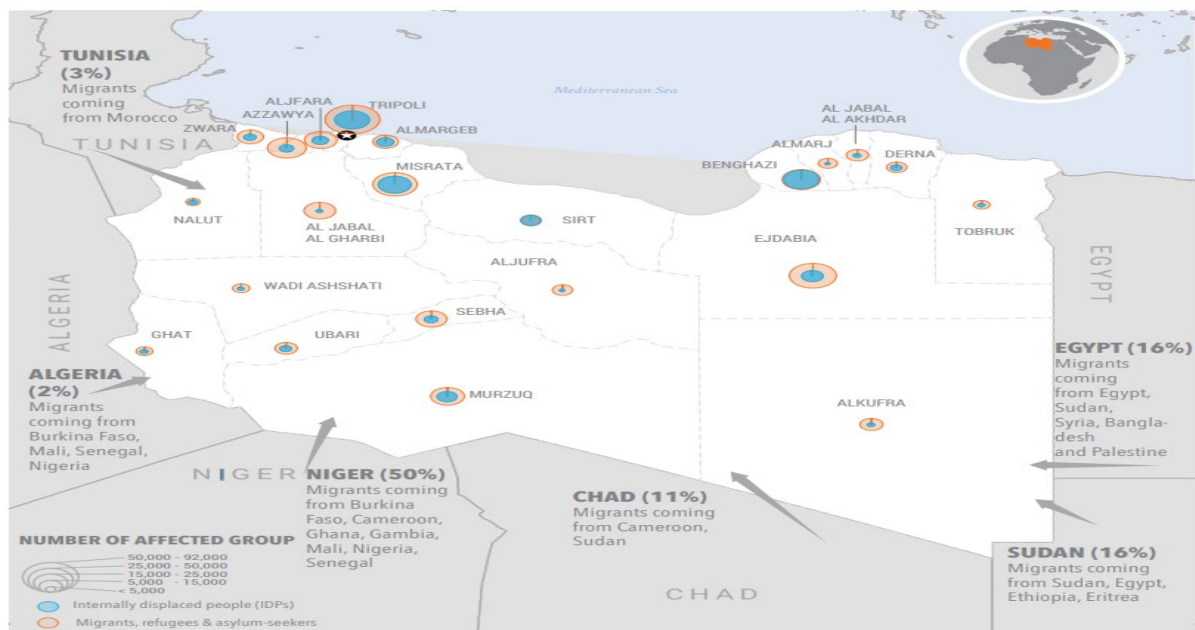 TUNISIA
(3%)
Migrants
coming
from Morocco
TUNISIA
Mediterranean Sea
ALJFARA
TRIPOLI
AZZAWYA
ZWARA
ALMARGEB
MISRATA
NALUT
AL JABAL
AL GHARBI
SIRT
AL JABAL
AL AKHDAR
ALMARJ
DERNA
BENGHAZI
TOBRUK
EJDABIA
ALJUFRA
WADI ASHSHATI
SEBHA
UBARI
GHAT
MURZUQ
ALKUFRA
ALGERIA
EGYPT
ALGERIA
(2%)
Migrants
coming from
Burkina Faso,
Mali, Senegal,
Nigeria
EGYPT (16%)
Migrants
coming
from Egypt,
Sudan,
Syria, Bangla-
desh
and Palestine
NIGER
NIGER (50%)
Migrants coming
from Burkina
Faso, Cameroon,
Ghana, Gambia,
Mali, Nigeria,
Senegal
CHAD (11%)
Migrants coming
from Cameroon,
Sudan
SUDAN (16%)
Migrants coming
from Sudan, Egypt,
Ethiopia, Eritrea
CHAD
NUMBER OF AFFECTED GROUP
50,000 - 92,000
25,000 - 50,000
15,000 - 25,000
5,000 - 15,000
< 5,000
Internally displaced people (IDPs)
Migrants, refugees & asylum-seekers